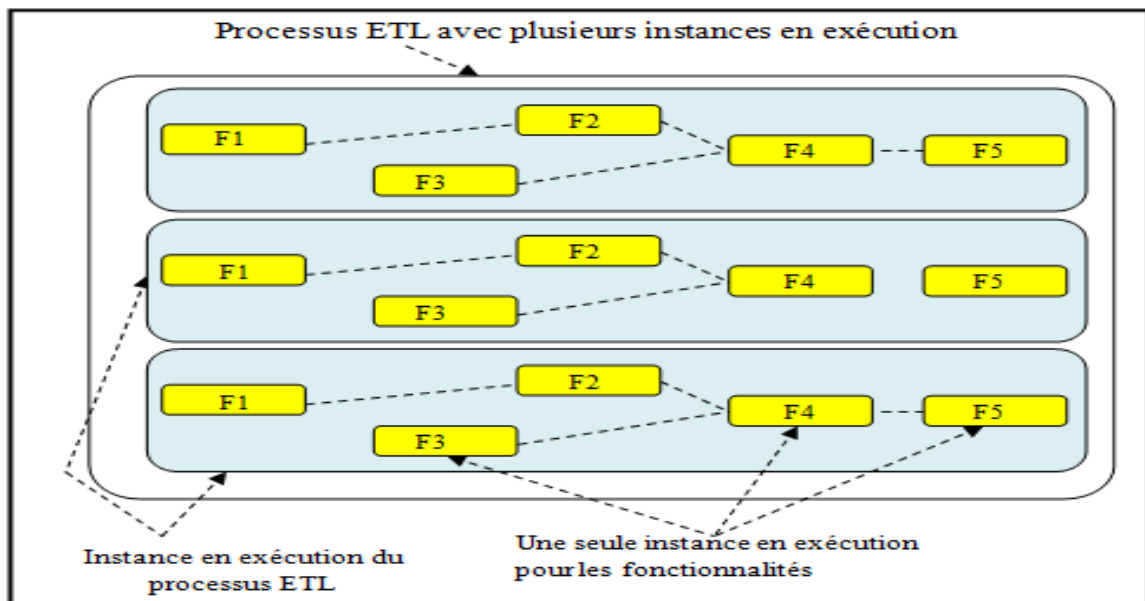 Processus ETL avec plusieurs instances en exécution
F1
F2
F3
F4
F5
F1
F2
F3
F4
F5
F1
F2
F3
F4
F5
Instance en exécution du
processus ETL
Une seule instance en exécution
pour les fonctionnalités